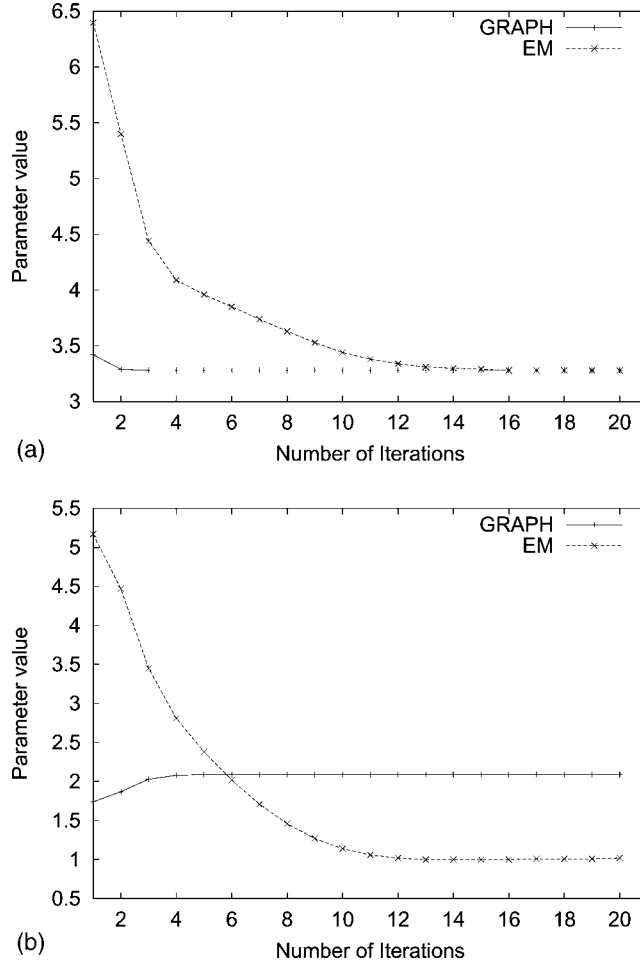 6.5
6
5.5
5
4.5
4
3.5
3
Parameter value
GRAPH
EM
2 4 6 8 10 12 14 16 18 20
Number of Iterations
(a)
5.5
5
4.5
4
3.5
3
2.5
2
1.5
1
0.5
Parameter value
GRAPH
EM
2 4 6 8 10 12 14 16 18 20
Number of Iterations
(b)